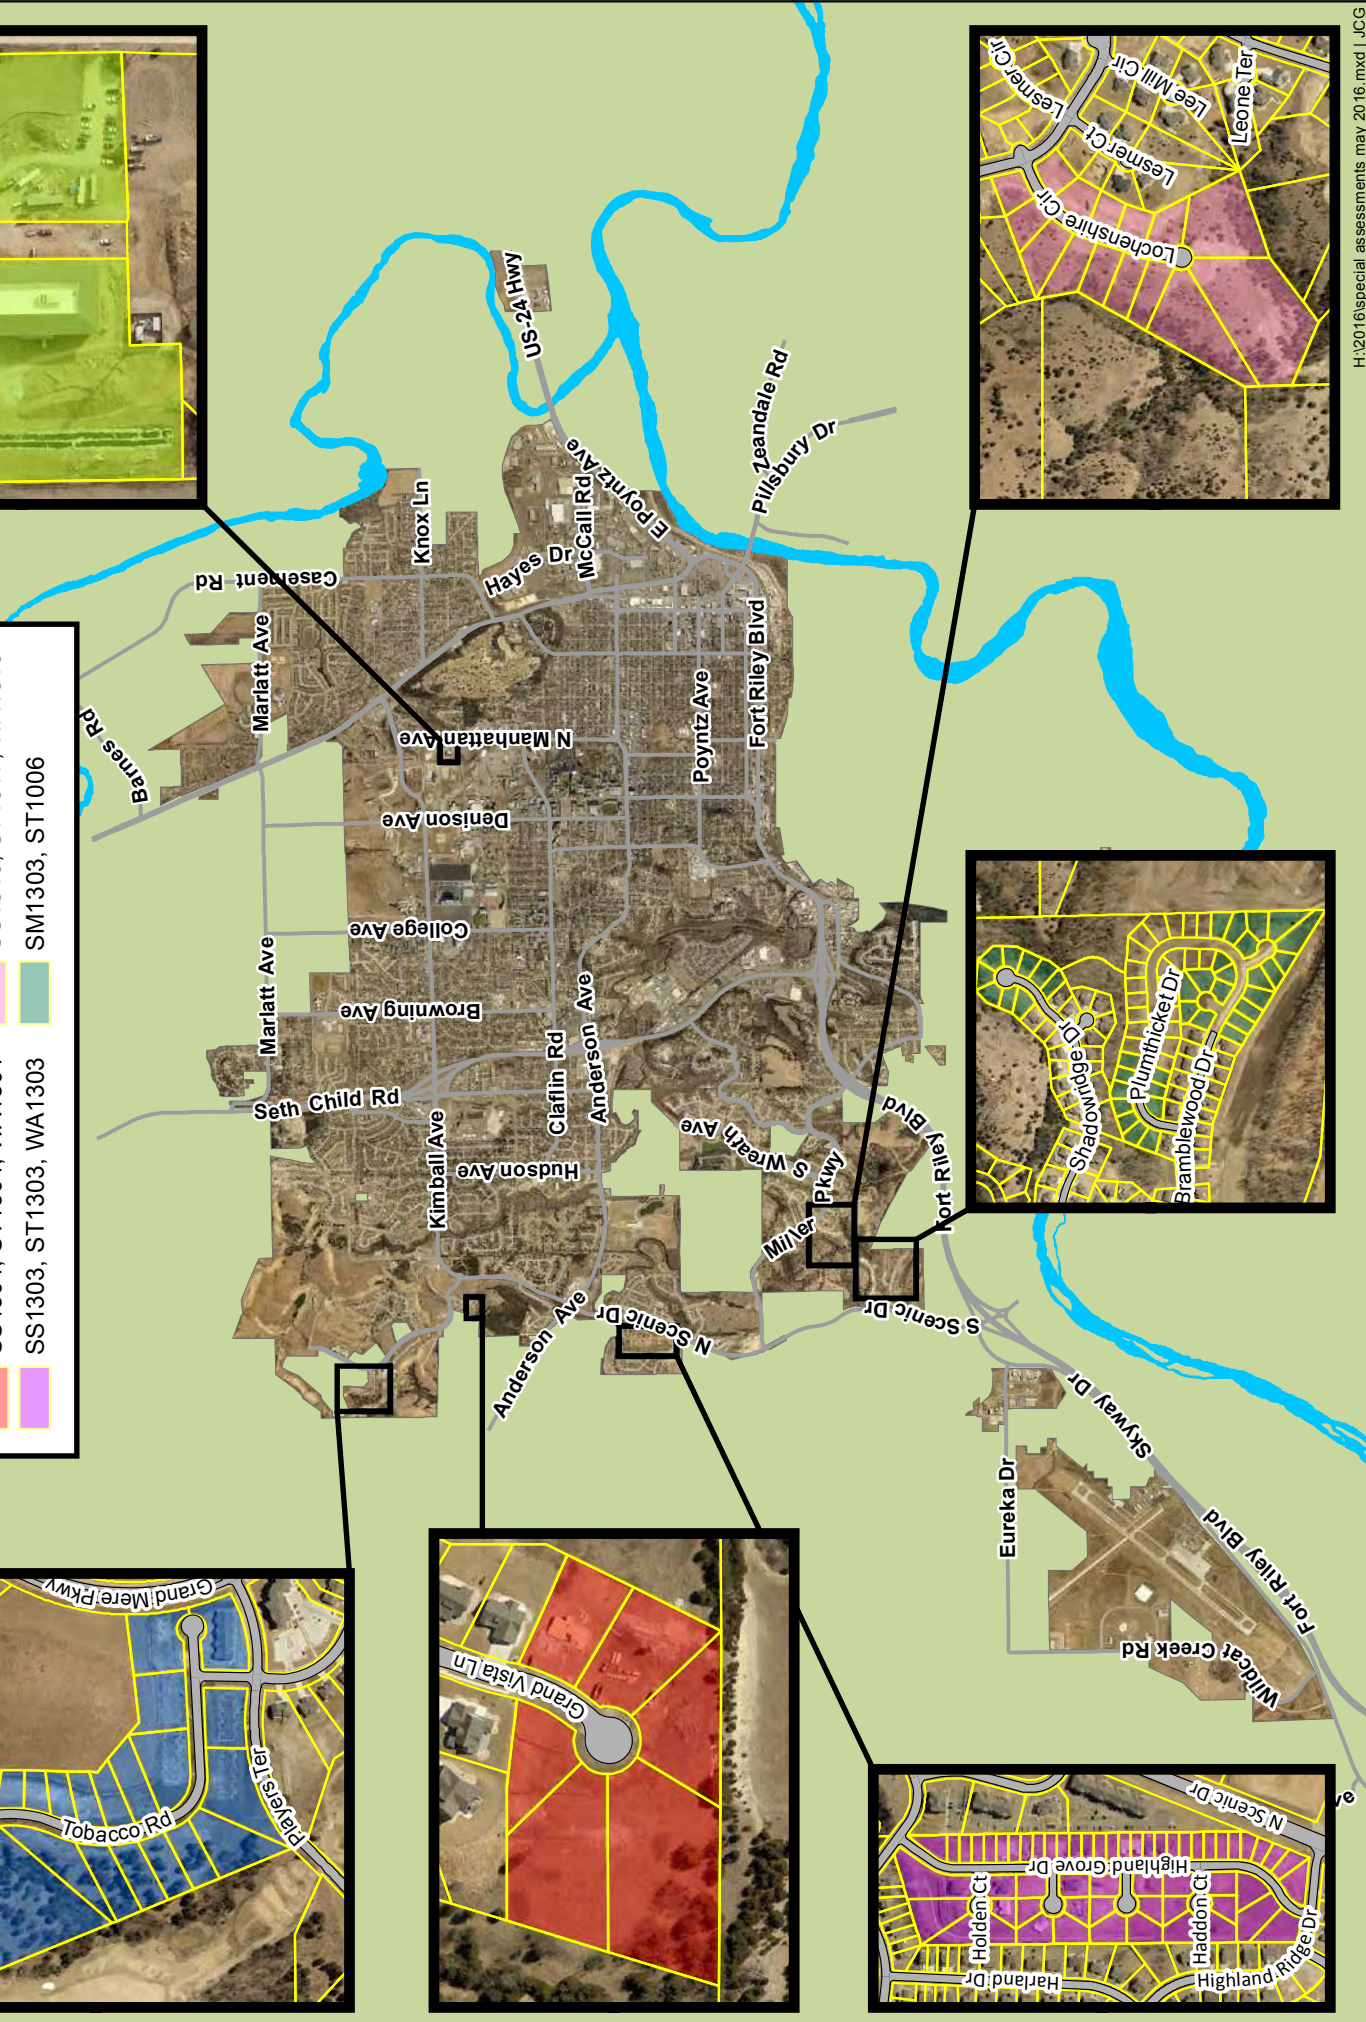 H:\2016\special assessments may 2016.mxd | JCG
SM1303, ST1006
SS1303, ST1303, WA1303
Lesmer Cir
Lee Mill Cir
Leone Ter
Lesmer Ct
Lochenshire Cir
US-24 Hwy
Zeandale Rd
Pillsbury Dr
E Poyntz Ave
McCall Rd
Hayes Dr
Knox Ln
Casement Rd
Marlatt Ave
Barnes Rd
N Manhattan Ave
Poyntz Ave
Fort Riley Blvd
Denison Ave
College Ave
Marlatt Ave
Browning Ave
Claflin Rd
Anderson Ave
Seth Child Rd
Kimball Ave
Hudson Ave
S Wreath Ave
Miller Pkwy
Fort Riley Blvd
S Scenic Dr
N Scenic Dr
Anderson Ave
Shadowridge Dr
Plumthicket Dr
Bramblewood Dr
Skyway Dr
Eureka Dr
Fort Riley Blvd
Wildcat Creek Rd
Grand Mere Pkwy
Tobacco Rd
Players Ter
Grand Vista Ln
N Scenic Dr
Highland Grove Dr
Holden Ct
Haddon Ct
Harland Dr
Highland Ridge Dr